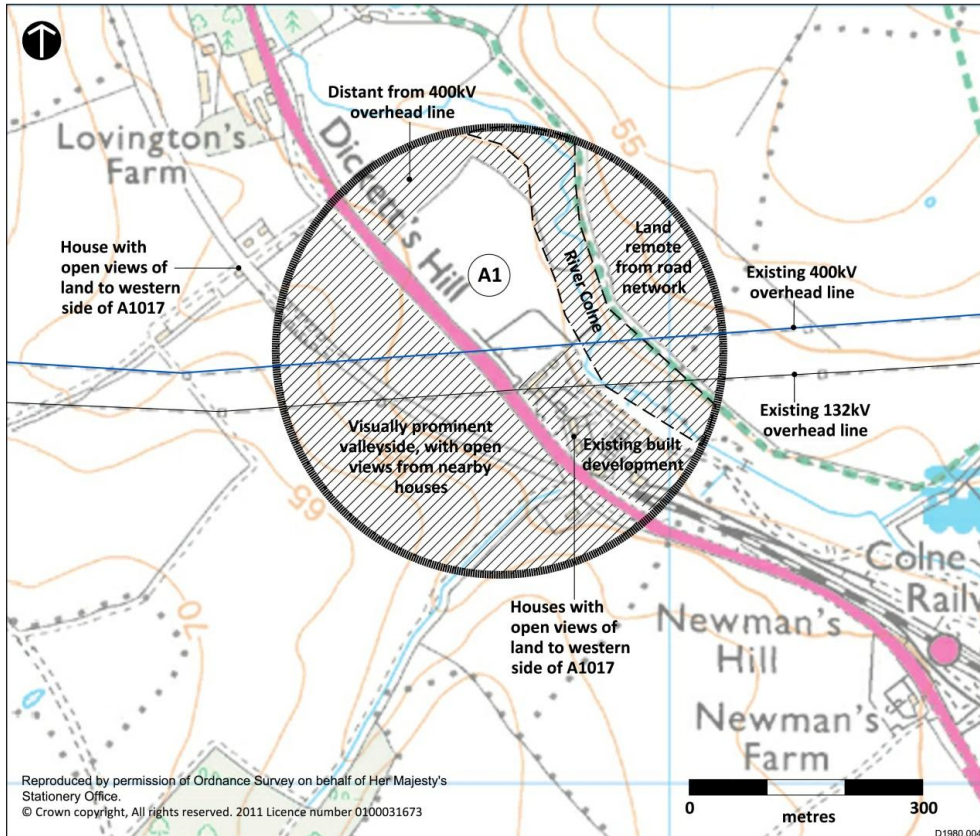 Distant from 400kV
overhead line
Lovington's
Farm
Dickett's Hill
55
House with
open views of
land to western
side of A1017
A1
Land
remote
from road
network
River Colne
Existing 400kV
overhead line
Existing 132kV
overhead line
Visually prominent
valleyside, with open
views from nearby
houses
Existing built
development
65
70
Houses with
open views of
land to western
side of A1017
Colne
Railw
Newman's
Hill
Newman's
Farm
Reproduced by permission of Ordnance Survey on behalf of Her Majesty's
Stationery Office.
© Crown copyright, All rights reserved. 2011 Licence number 0100031673
0 300
metres
D1980.009